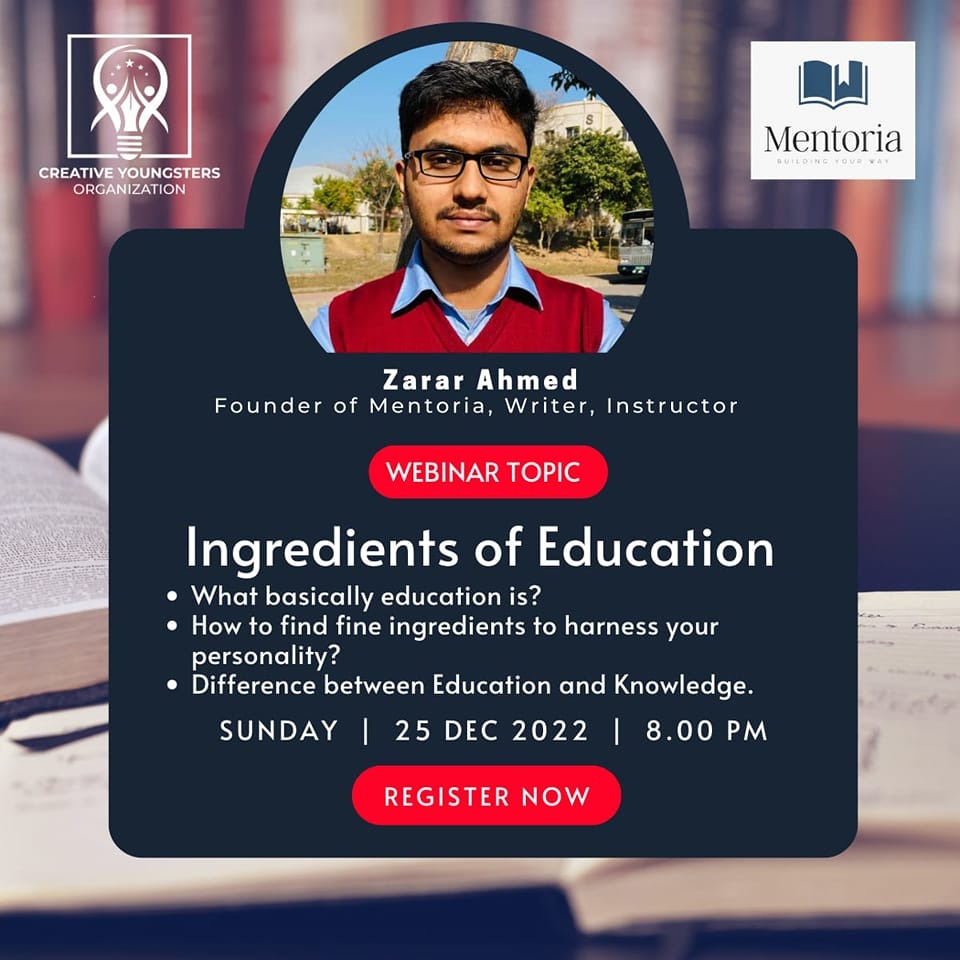 CREATIVE YOUNGSTERS
ORGANIZATION
Mentoria
BUILDING YOUR WAY
Zarar Ahmed
Founder of Mentoria, Writer, Instructor
WEBINAR TOPIC
Ingredients of Education
• What basically education is?
• How to find fine ingredients to harness your
personality?
• Difference between Education and Knowledge.
SUNDAY | 25 DEC 2022 | 8.00 PM
REGISTER NOW